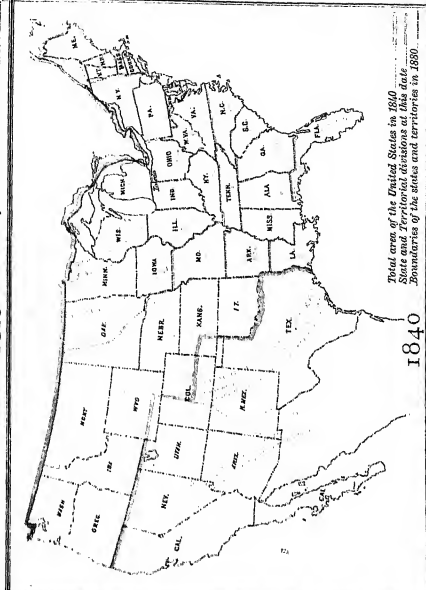 ME.
VT.
N.H.
MASS
N.Y.
PA.
MICH.
WIS.
MINN.
DAK.
MONT
WASH
OREG
IDA
WYO
NEBR.
IOWA
ILL.
IND.
OHIO
W.VA.
VA.
KY.
MO.
KANS.
COL.
UTAH
NEV.
CAL.
ARIZ.
N.MEX.
I.T.
ARK.
TENN.
N.C.
S.C.
GA.
ALA
MISS
LA.
TEX.
FLA.
CAL
1840
Total area of the United States in 1840
State and Territorial divisions at this date
Boundaries of the states and territories in 1880